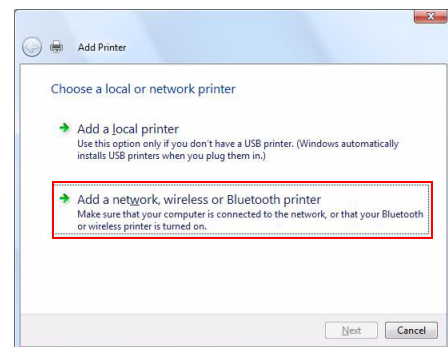 Add Printer
Choose a local or network printer
Add a local printer
Use this option only if you don't have a USB printer. (Windows automatically
installs USB printers when you plug them in.)
Add a network, wireless or Bluetooth printer
Make sure that your computer is connected to the network, or that your Bluetooth
or wireless printer is turned on.
Next Cancel